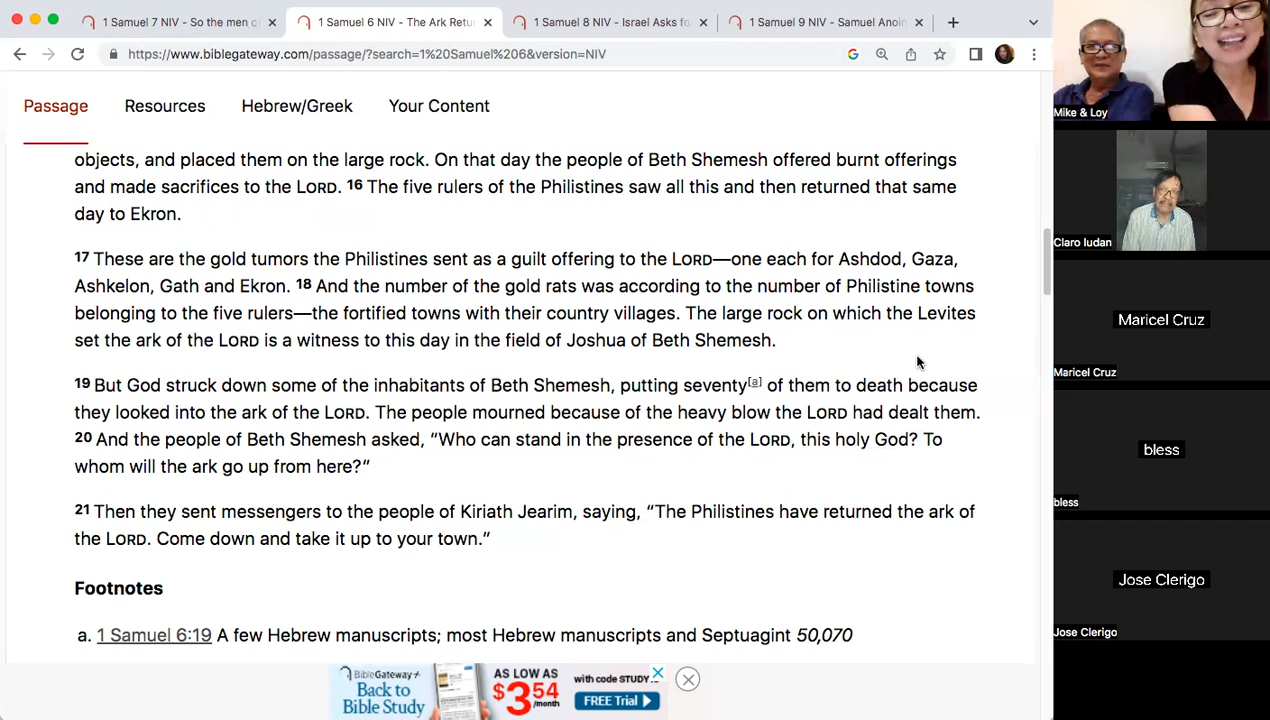 1 Samuel 7 NIV - So the men o
1 Samuel 6 NIV - The Ark Retu
1 Samuel 8 NIV - Israel Asks fo
1 Samuel 9 NIV - Samuel Anoin
https://www.biblegateway.com/passage/?search=1%20Samuel%206&version=NIV
Passage Resources Hebrew/Greek Your Content
objects, and placed them on the large rock. On that day the people of Beth Shemesh offered burnt offerings
and made sacrifices to the LORD. 16 The five rulers of the Philistines saw all this and then returned that same
day to Ekron.
17 These are the gold tumors the Philistines sent as a guilt offering to the LORD—one each for Ashdod, Gaza,
Ashkelon, Gath and Ekron. 18 And the number of the gold rats was according to the number of Philistine towns
belonging to the five rulers—the fortified towns with their country villages. The large rock on which the Levites
set the ark of the LORD is a witness to this day in the field of Joshua of Beth Shemesh.
19 But God struck down some of the inhabitants of Beth Shemesh, putting seventy[a] of them to death because
they looked into the ark of the LORD. The people mourned because of the heavy blow the LORD had dealt them.
20 And the people of Beth Shemesh asked, “Who can stand in the presence of the LORD, this holy God? To
whom will the ark go up from here?”
21 Then they sent messengers to the people of Kiriath Jearim, saying, “The Philistines have returned the ark of
the LORD. Come down and take it up to your town.”
Footnotes
a. 1 Samuel 6:19 A few Hebrew manuscripts; most Hebrew manuscripts and Septuagint 50,070
BibleGateway+
Back to
Bible Study
AS LOW AS
$3.54
/month
with code STUDY
FREE Trial
Mike & Loy
Claro Iudan
Maricel Cruz
Maricel Cruz
bless
bless
Jose Clerigo
Jose Clerigo